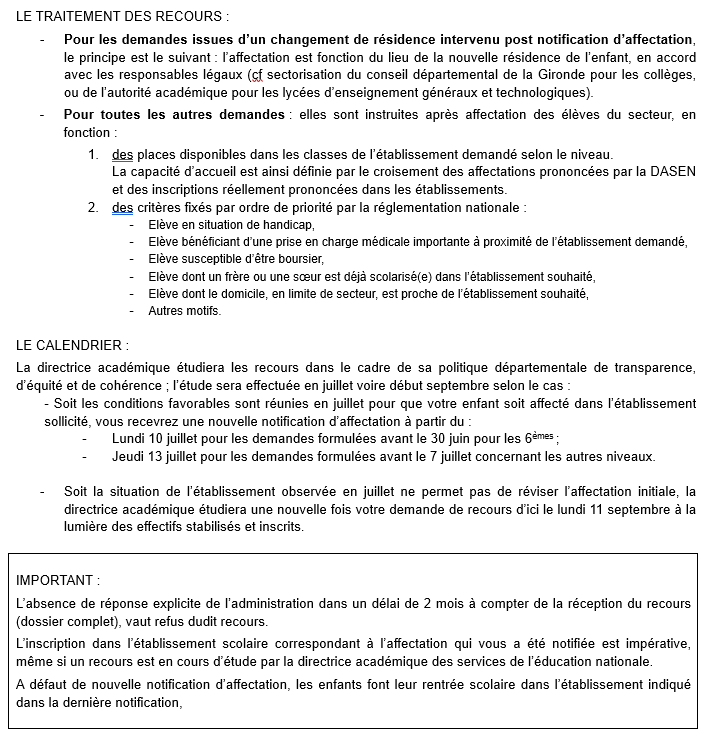 LE TRAITEMENT DES RECOURS :
- Pour les demandes issues d'un changement de résidence intervenu post notification d'affectation,
le principe est le suivant : l'affectation est fonction du lieu de la nouvelle résidence de l'enfant, en accord
avec les responsables légaux (cf sectorisation du conseil départemental de la Gironde pour les collèges,
ou de l'autorité académique pour les lycées d'enseignement généraux et technologiques).
- Pour toutes les autres demandes : elles sont instruites après affectation des élèves du secteur, en
fonction :
1. des places disponibles dans les classes de l'établissement demandé selon le niveau.
La capacité d'accueil est ainsi définie par le croisement des affectations prononcées par la DASEN
et des inscriptions réellement prononcées dans les établissements.
2. des critères fixés par ordre de priorité par la réglementation nationale :
- Elève en situation de handicap,
- Elève bénéficiant d'une prise en charge médicale importante à proximité de l'établissement demandé,
- Elève susceptible d'être boursier,
- Elève dont un frère ou une sœur est déjà scolarisé(e) dans l'établissement souhaité,
- Elève dont le domicile, en limite de secteur, est proche de l'établissement souhaité,
- Autres motifs.
LE CALENDRIER :
La directrice académique étudiera les recours dans le cadre de sa politique départementale de transparence,
d'équité et de cohérence ; l'étude sera effectuée en juillet voire début septembre selon le cas :
- Soit les conditions favorables sont réunies en juillet pour que votre enfant soit affecté dans l'établissement
sollicité, vous recevrez une nouvelle notification d'affectation à partir du :
- Lundi 10 juillet pour les demandes formulées avant le 30 juin pour les 6èmes ;
- Jeudi 13 juillet pour les demandes formulées avant le 7 juillet concernant les autres niveaux.
- Soit la situation de l'établissement observée en juillet ne permet pas de réviser l'affectation initiale, la
directrice académique étudiera une nouvelle fois votre demande de recours d'ici le lundi 11 septembre à la
lumière des effectifs stabilisés et inscrits.
IMPORTANT :
L'absence de réponse explicite de l'administration dans un délai de 2 mois à compter de la réception du recours
(dossier complet), vaut refus dudit recours.
L'inscription dans l'établissement scolaire correspondant à l'affectation qui vous a été notifiée est impérative,
même si un recours est en cours d'étude par la directrice académique des services de l'éducation nationale.
A défaut de nouvelle notification d'affectation, les enfants font leur rentrée scolaire dans l'établissement indiqué
dans la dernière notification,